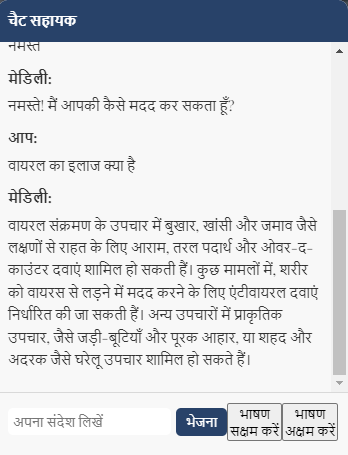 चैट सहायक
नमस्ते
मेडिली:
नमस्ते! मैं आपकी कैसे मदद कर सकता हूँ?
आप:
वायरल का इलाज क्या है
मेडिली:
वायरल संक्रमण के उपचार में बुखार, खांसी और जमाव जैसे
लक्षणों से राहत के लिए आराम, तरल पदार्थ और ओवर-द-
काउंटर दवाएं शामिल हो सकती हैं। कुछ मामलों में, शरीर
को वायरस से लड़ने में मदद करने के लिए एंटीवायरल दवाएं
निर्धारित की जा सकती हैं। अन्य उपचारों में प्राकृतिक
उपचार, जैसे जड़ी-बूटियाँ और पूरक आहार, या शहद और
अदरक जैसे घरेलू उपचार शामिल हो सकते हैं।
अपना संदेश लिखें
भेजना
भाषण
सक्षम करें
भाषण
अक्षम करें